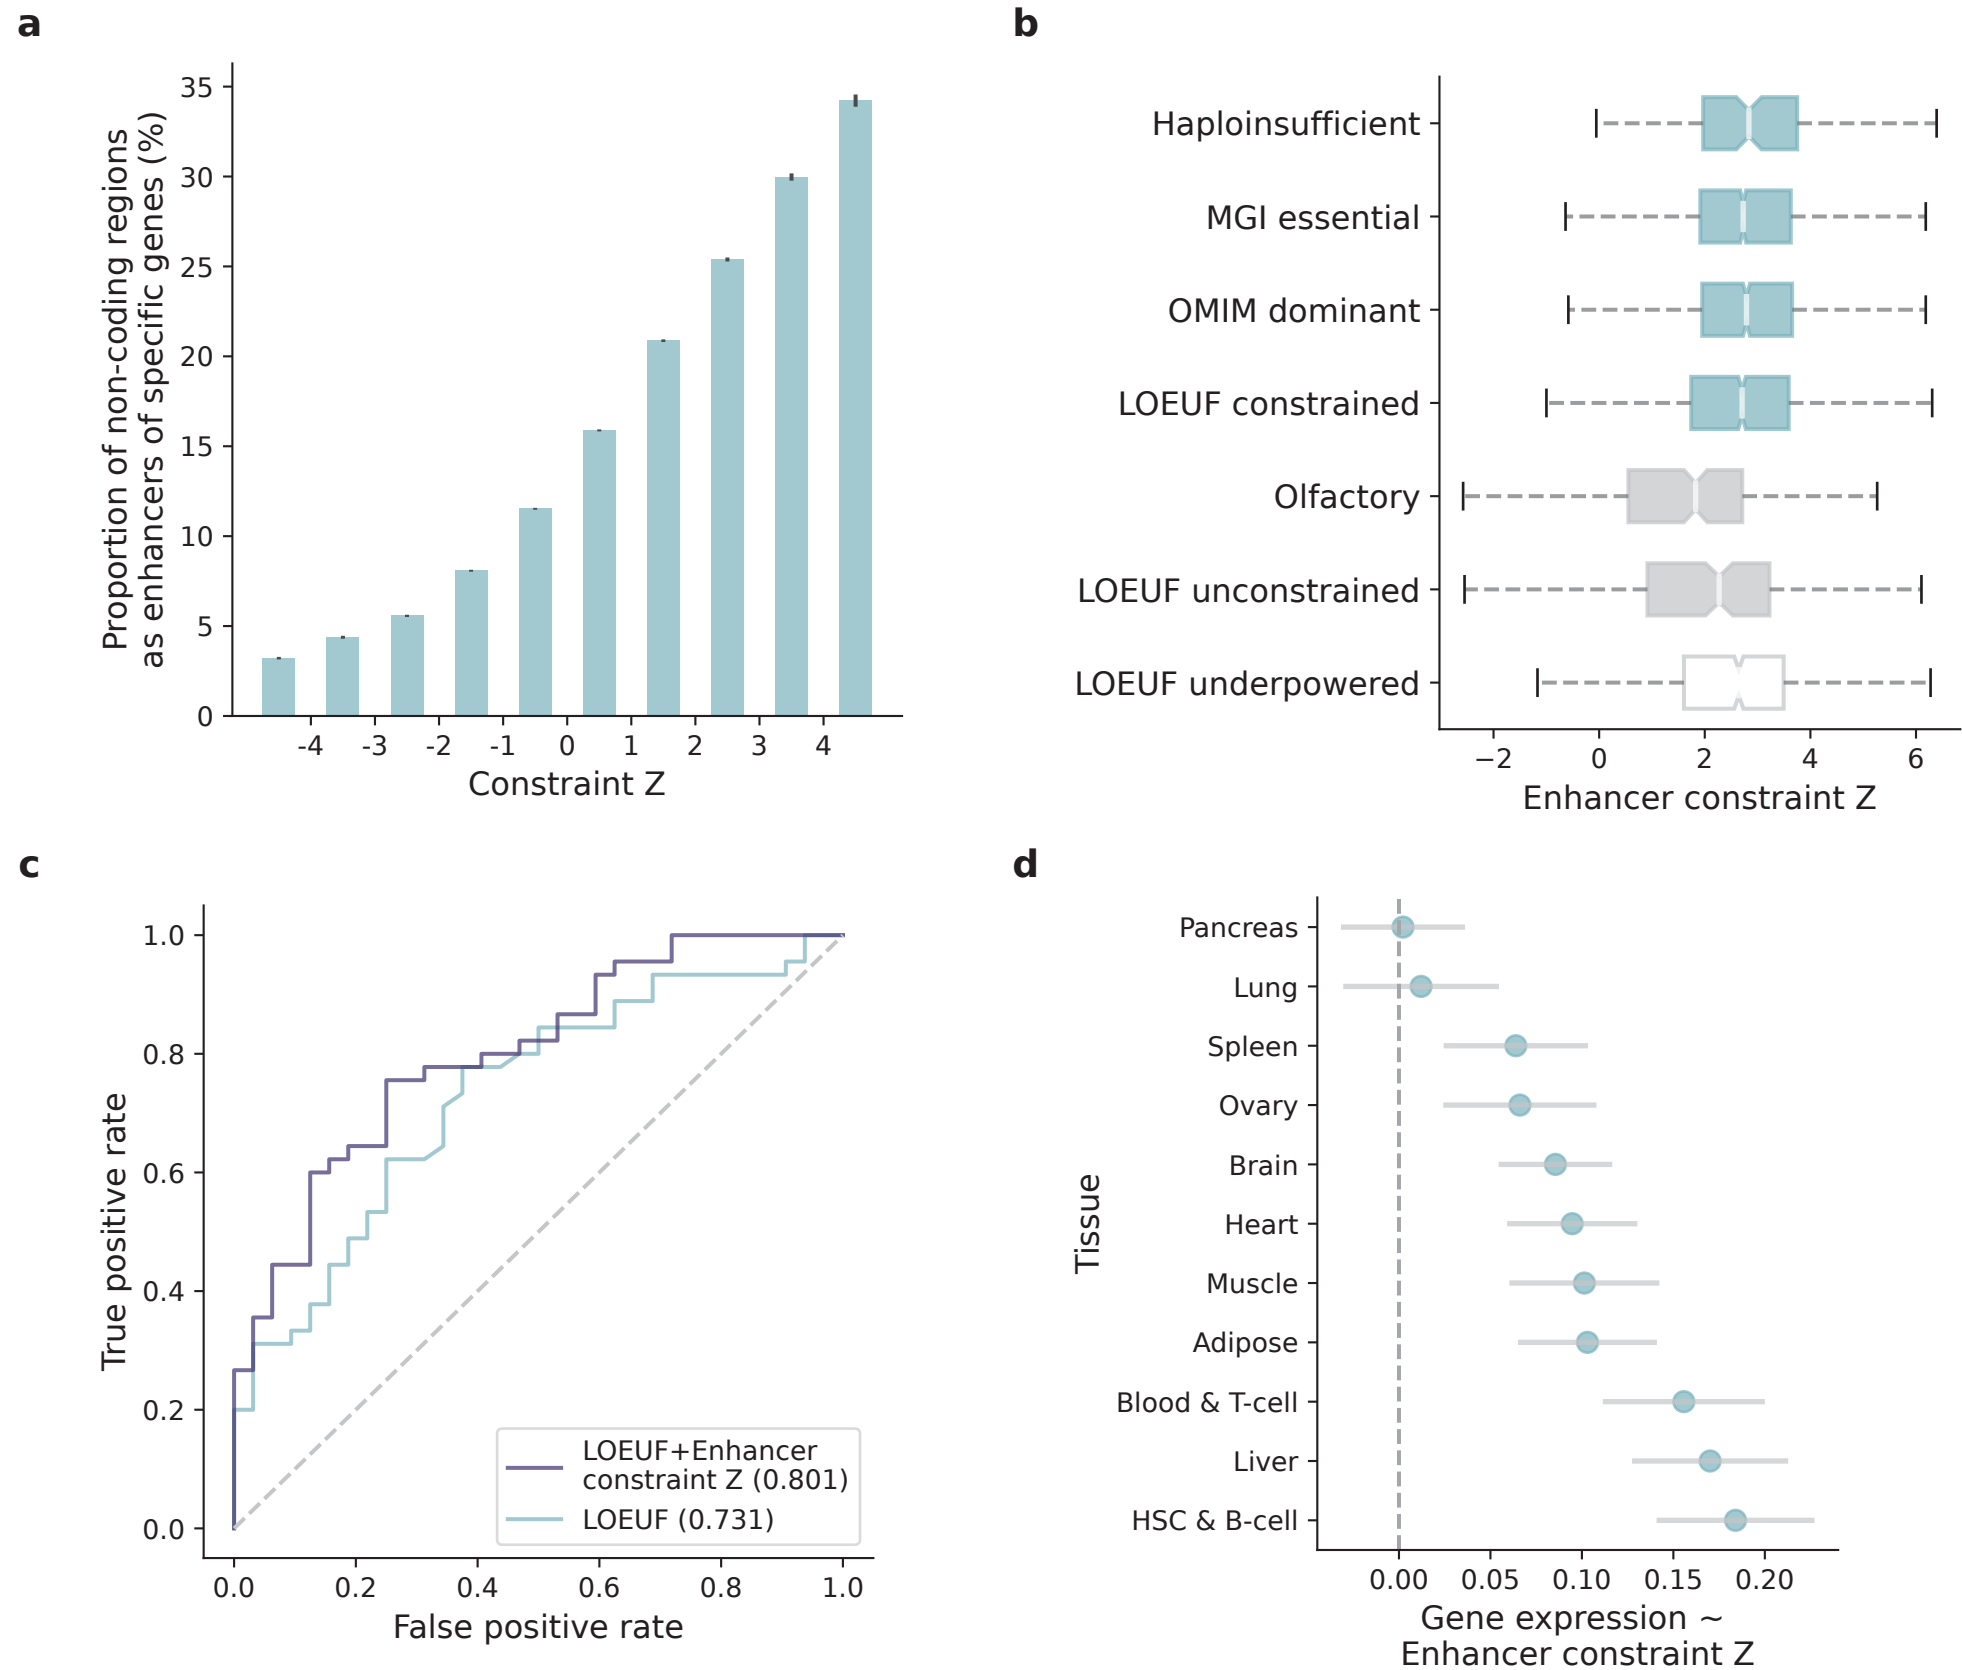 a
Proportion of non-coding regions
as enhancers of specific genes (%)
35
30
25
20
15
10
5
0
-4 -3 -2 -1 0 1 2 3 4
Constraint Z
b
Haploinsufficient
MGI essential
OMIM dominant
LOEUF constrained
Olfactory
LOEUF unconstrained
LOEUF underpowered
−2 0 2 4 6
Enhancer constraint Z
c
True positive rate
1.0
0.8
0.6
0.4
0.2
0.0
LOEUF+Enhancer
constraint Z (0.801)
LOEUF (0.731)
0.0 0.2 0.4 0.6 0.8 1.0
False positive rate
d
Tissue
Pancreas
Lung
Spleen
Ovary
Brain
Heart
Muscle
Adipose
Blood & T-cell
Liver
HSC & B-cell
0.00 0.05 0.10 0.15 0.20
Gene expression ~
Enhancer constraint Z